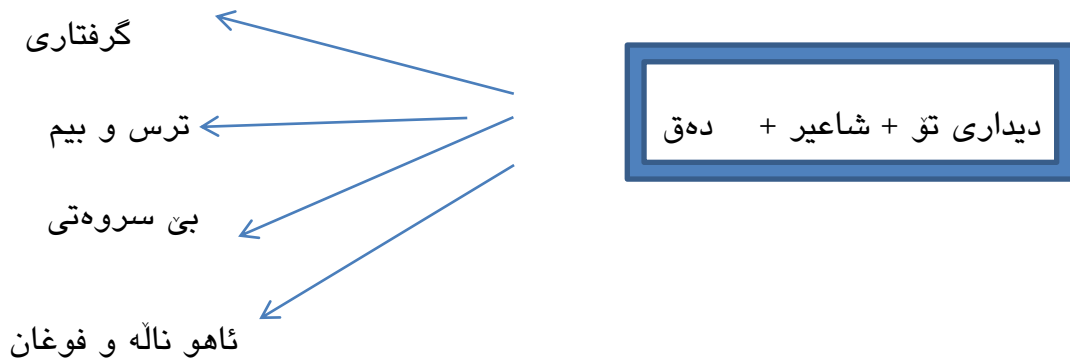 دیداری تۆ + شاعیر + دەق
گرفتاری
ترس و بیم
بێ سروەتی
ئاهو ناڵە و فوغان